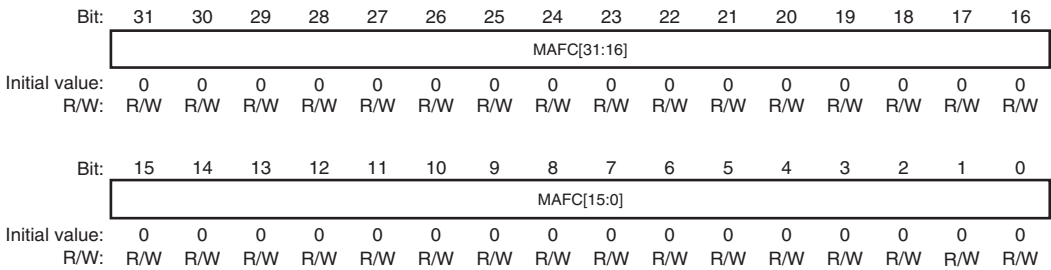 Bit: 31 30 29 28 27 26 25 24 23 22 21 20 19 18 17 16
MAFC[31:16]
Initial value: 0 0 0 0 0 0 0 0 0 0 0 0 0 0 0 0
R/W: R/W R/W R/W R/W R/W R/W R/W R/W R/W R/W R/W R/W R/W R/W R/W R/W
Bit: 15 14 13 12 11 10 9 8 7 6 5 4 3 2 1 0
MAFC[15:0]
Initial value: 0 0 0 0 0 0 0 0 0 0 0 0 0 0 0 0
R/W: R/W R/W R/W R/W R/W R/W R/W R/W R/W R/W R/W R/W R/W R/W R/W R/W